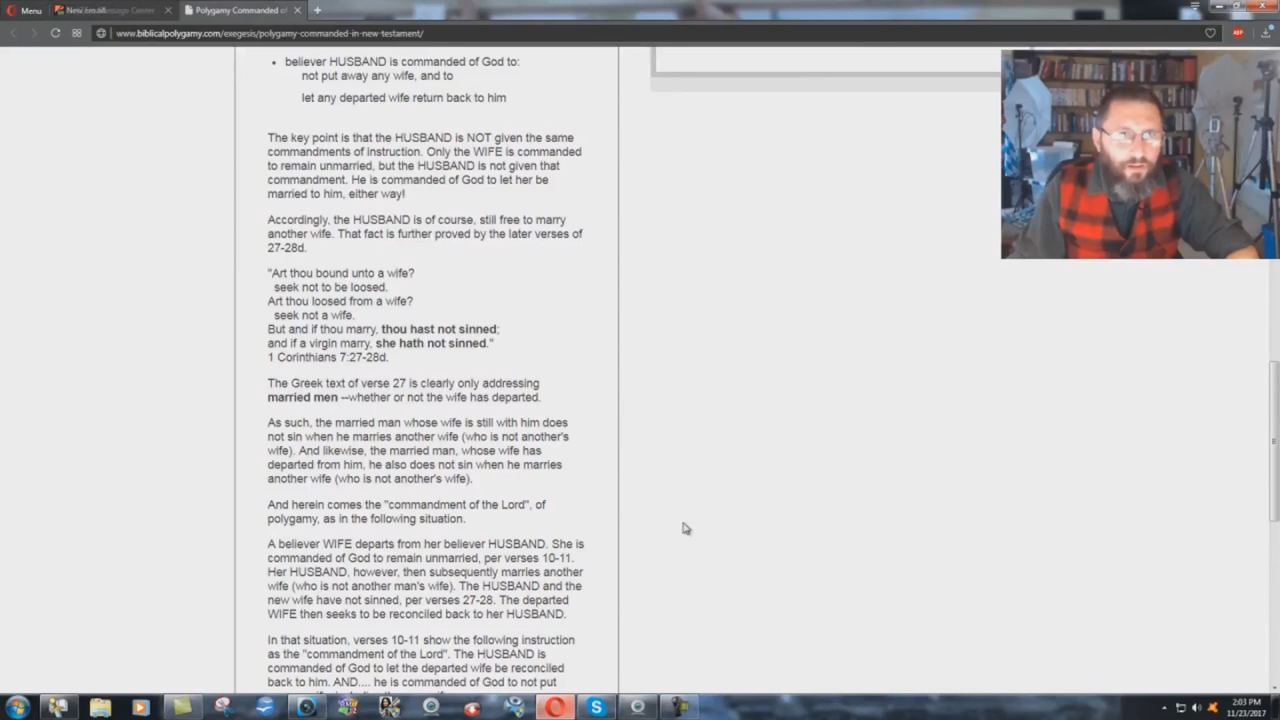 Menu
Message Center
Polygamy Commanded of
www.biblicalpolygamy.com/exegesis/polygamy-commanded-in-new-testament/
believer HUSBAND is commanded of God to:
not put away any wife, and to
let any departed wife return back to him
The key point is that the HUSBAND is NOT given the same
commandments of instruction. Only the WIFE is commanded
to remain unmarried, but the HUSBAND is not given that
commandment. He is commanded of God to let her be
married to him, either way!
Accordingly, the HUSBAND is of course, still free to marry
another wife. That fact is further proved by the later verses of
27-28d.
"Art thou bound unto a wife?
seek not to be loosed.
Art thou loosed from a wife?
seek not a wife.
But and if thou marry, thou hast not sinned;
and if a virgin marry, she hath not sinned."
1 Corinthians 7:27-28d.
The Greek text of verse 27 is clearly only addressing
married men --whether or not the wife has departed.
As such, the married man whose wife is still with him does
not sin when he marries another wife (who is not another's
wife). And likewise, the married man, whose wife has
departed from him, he also does not sin when he marries
another wife (who is not another's wife).
And herein comes the "commandment of the Lord", of
polygamy, as in the following situation.
A believer WIFE departs from her believer HUSBAND. She is
commanded of God to remain unmarried, per verses 10-11.
Her HUSBAND, however, then subsequently marries another
wife (who is not another man's wife). The HUSBAND and the
new wife have not sinned, per verses 27-28. The departed
WIFE then seeks to be reconciled back to her HUSBAND.
In that situation, verses 10-11 show the following instruction
as the "commandment of the Lord". The HUSBAND is
commanded of God to let the departed wife be reconciled
back to him. AND.... he is commanded of God to not put
2:03 PM
11/23/2017